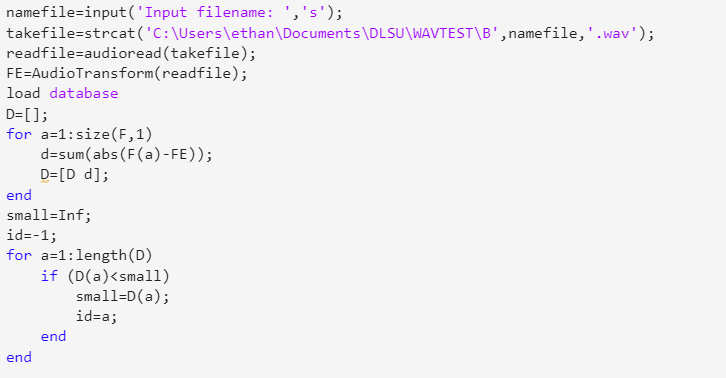 namefile=input('Input filename: ','s');
takefile=strcat('C:\Users\ethan\Documents\DLSU\WAVTEST\B',namefile,'.wav');
readfile=audioread(takefile);
FE=AudioTransform(readfile);
load database
D=[];
for a=1:size(F,1)
    d=sum(abs(F(a)-FE));
    D=[D d];
end
small=Inf;
id=-1;
for a=1:length(D)
    if (D(a)<small)
        small=D(a);
        id=a;
    end
end